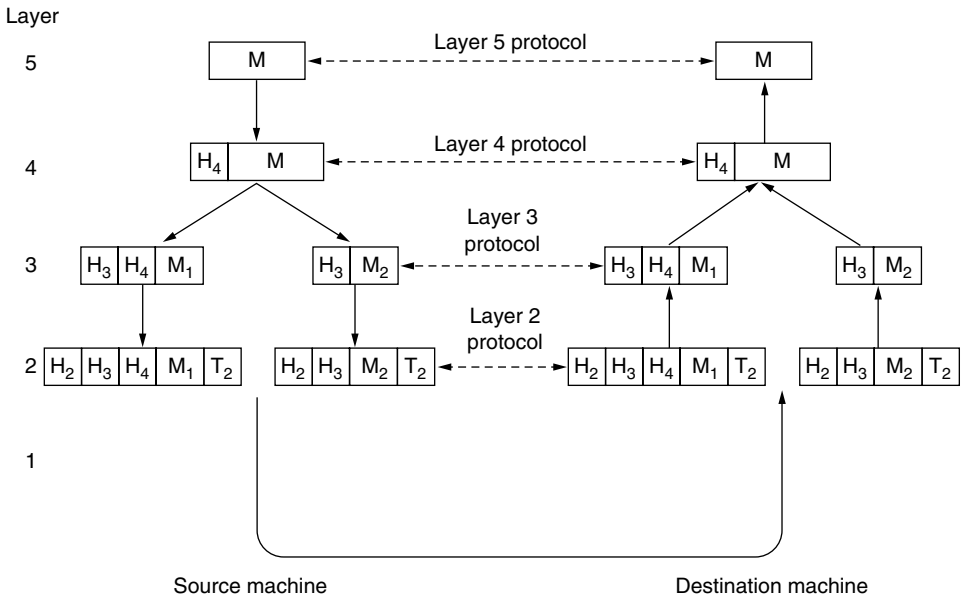 Layer
5 M Layer 5 protocol M
4 H₄ M Layer 4 protocol H₄ M
Layer 3
protocol
3 H₃ H₄ M₁ H₃ M₂ H₃ H₄ M₁ H₃ M₂
Layer 2
protocol
2 H₂ H₃ H₄ M₁ T₂ H₂ H₃ M₂ T₂ H₂ H₃ H₄ M₁ T₂ H₂ H₃ M₂ T₂
1
Source machine Destination machine